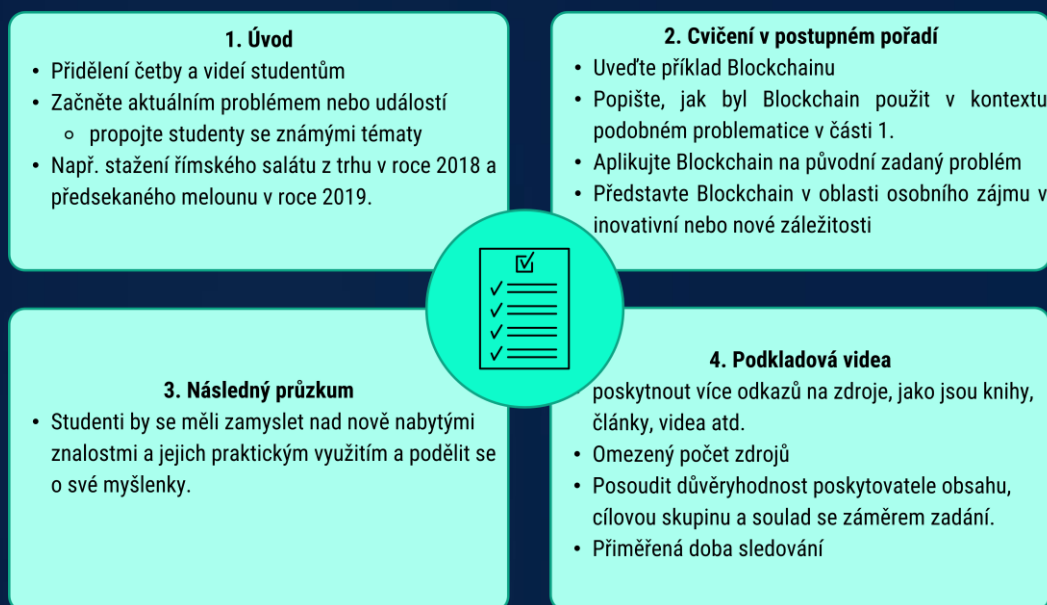 1. Úvod
• Přidělení četby a videí studentům
• Začněte aktuálním problémem nebo událostí
○ propojte studenty se známými tématy
• Např. stažení římského salátu z trhu v roce 2018 a
předsekaného melounu v roce 2019.
2. Cvičení v postupném pořadí
• Uveďte příklad Blockchainu
• Popište, jak byl Blockchain použit v kontextu
podobném problematice v části 1.
• Aplikujte Blockchain na původní zadaný problém
• Představte Blockchain v oblasti osobního zájmu v
inovativní nebo nové záležitosti
3. Následný průzkum
• Studenti by se měli zamyslet nad nově nabytými
znalostmi a jejich praktickým využitím a podělit se
o své myšlenky.
4. Podkladová videa
• poskytnout více odkazů na zdroje, jako jsou knihy,
články, videa atd.
• Omezený počet zdrojů
• Posoudit důvěryhodnost poskytovatele obsahu,
cílovou skupinu a soulad se záměrem zadání.
• Přiměřená doba sledování